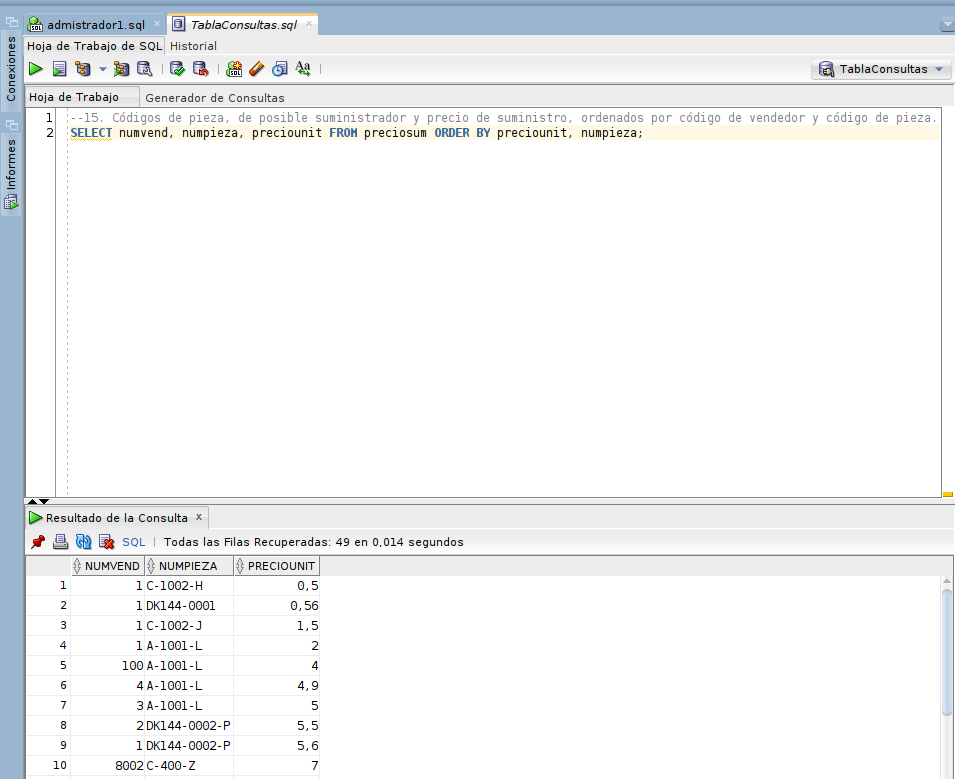 admistrador1.sql
TablaConsultas.sql
Conexiones
Informes
Hoja de Trabajo de SQL Historial
TablaConsultas
Hoja de Trabajo Generador de Consultas
1 --15. Códigos de pieza, de posible suministrador y precio de suministro, ordenados por código de vendedor y código de pieza.
2 SELECT numvend, numpieza, preciounit FROM preciosum ORDER BY preciounit, numpieza;
Resultado de la Consulta x
SQL | Todas las Filas Recuperadas: 49 en 0,014 segundos
NUMVEND NUMPIEZA PRECIOUNIT
1 1 C-1002-H 0,5
2 1 DK144-0001 0,56
3 1 C-1002-J 1,5
4 1 A-1001-L 2
5 100 A-1001-L 4
6 4 A-1001-L 4,9
7 3 A-1001-L 5
8 2 DK144-0002-P 5,5
9 1 DK144-0002-P 5,6
10 8002 C-400-Z 7